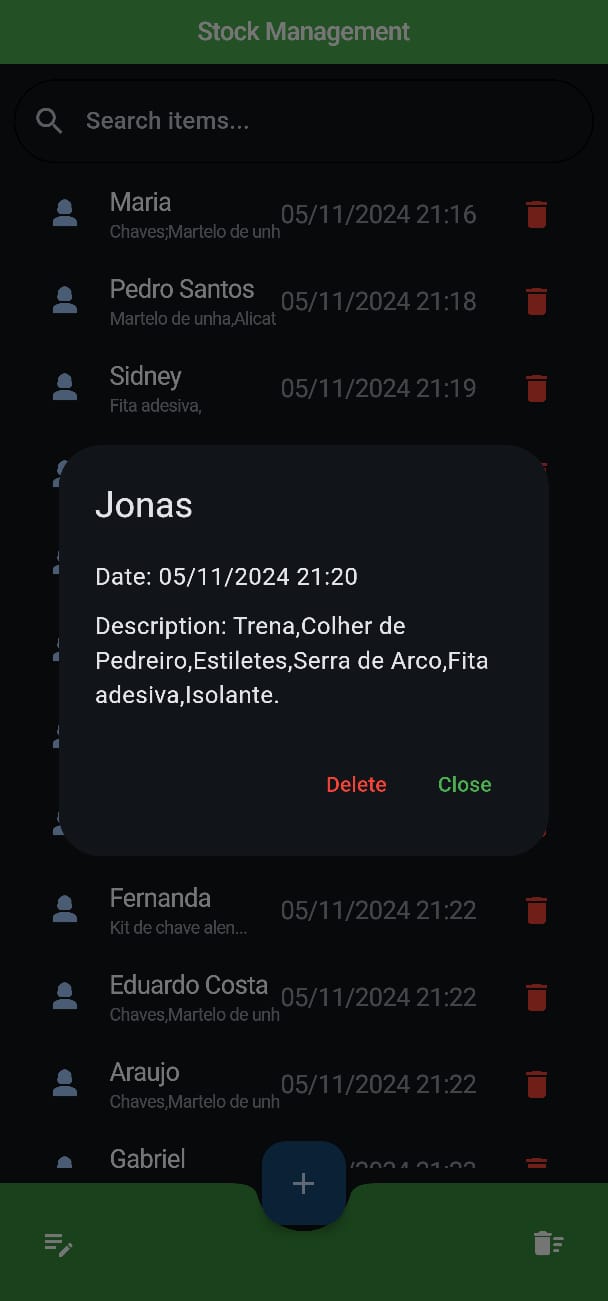 Stock Management
Search items...
Maria
Chaves;Martelo de unh
05/11/2024 21:16
Pedro Santos
Martelo de unha,Alicat
05/11/2024 21:18
Sidney
Fita adesiva,
05/11/2024 21:19
Jonas
Date: 05/11/2024 21:20
Description: Trena,Colher de
Pedreiro,Estiletes,Serra de Arco,Fita
adesiva,Isolante.
Delete
Close
Fernanda
Kit de chave alen...
05/11/2024 21:22
Eduardo Costa
Chaves,Martelo de unh
05/11/2024 21:22
Araujo
Chaves,Martelo de unh
05/11/2024 21:22
Gabriel